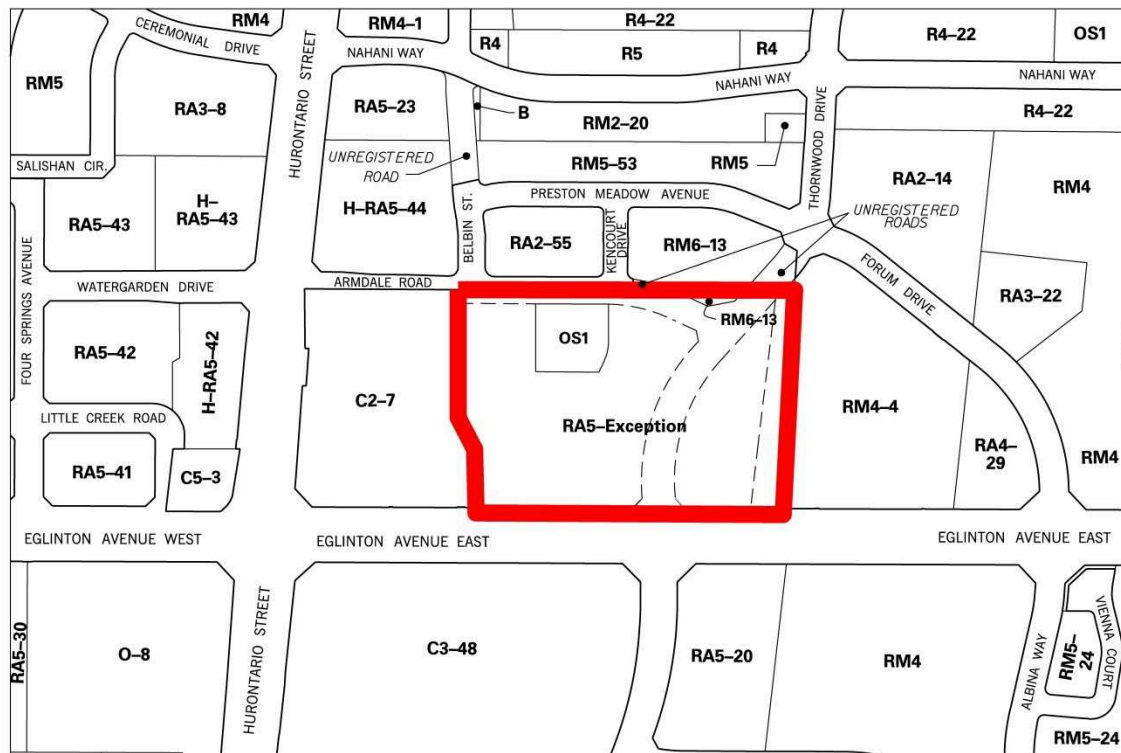 RM4
RM4–1
R4–22
R4–22
OS1
CEREMONIAL DRIVE
HURONTARIO STREET
NAHANI WAY
R4
R5
R4
NAHANI WAY
NAHANI WAY
RM5
RA3–8
RA5–23
B
RM2–20
THORNWOOD DRIVE
R4–22
UNREGISTERED
ROAD
RM5–53
RM5
SALISHAN CIR.
PRESTON MEADOW AVENUE
RA2–14
RM4
RA5–43
H–
RA5–43
H–RA5–44
BELBIN ST.
RA2–55
KENCOURT
DRIVE
RM6–13
UNREGISTERED
ROADS
FOUR SPRINGS AVENUE
WATERGARDEN DRIVE
ARMDALE ROAD
FORUM DRIVE
RA3–22
RM6–13
OS1
RA5–42
H–RA5–42
C2–7
RA5–Exception
RM4–4
LITTLE CREEK ROAD
RA5–41
C5–3
RA4–
29
RM4
EGLINTON AVENUE WEST
EGLINTON AVENUE EAST
EGLINTON AVENUE EAST
RA5–30
O–8
HURONTARIO STREET
C3–48
RA5–20
RM4
ALBINA WAY
RM5–
24
VIENNA COURT
RM5–24